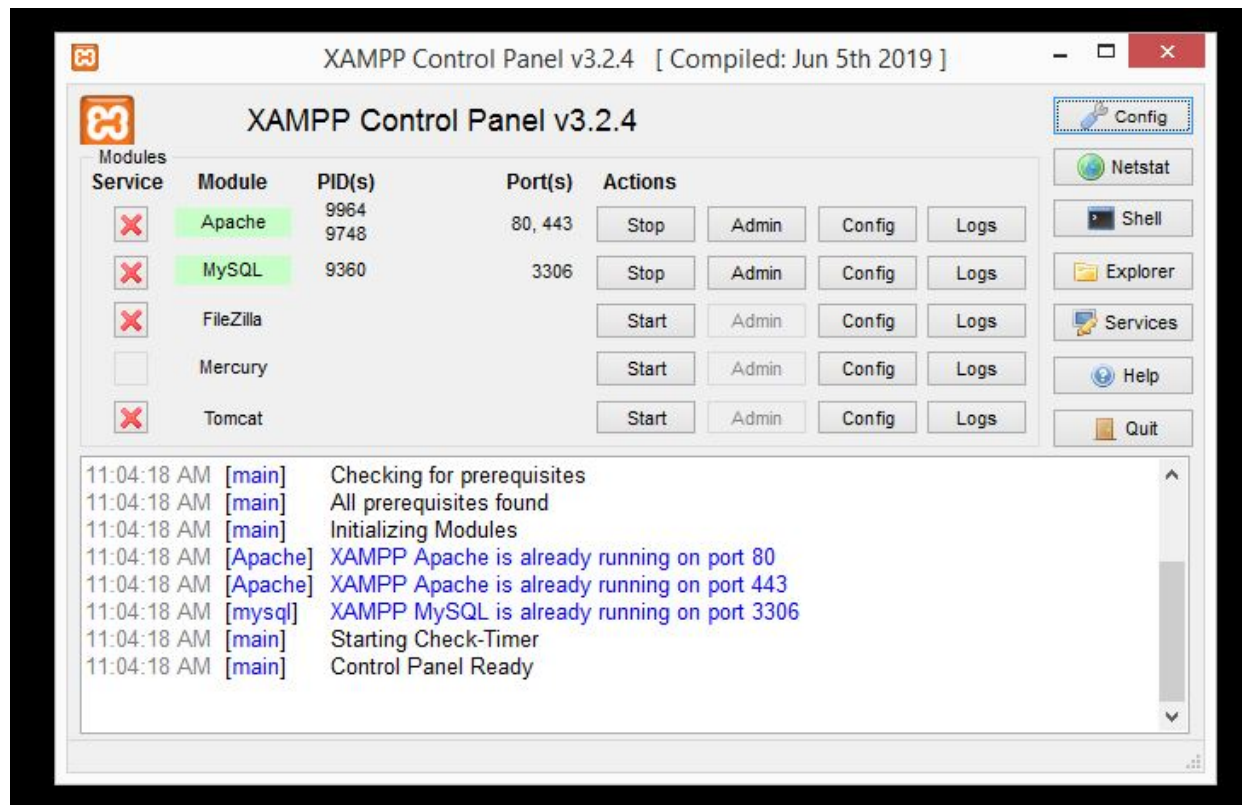 XAMPP Control Panel v3.2.4 [ Compiled: Jun 5th 2019 ]
XAMPP Control Panel v3.2.4
Config
Modules
Netstat
Service Module PID(s) Port(s) Actions
Apache 9964 9748 80, 443 Stop Admin Config Logs
Shell
MySQL 9360 3306 Stop Admin Config Logs
Explorer
FileZilla Start Admin Config Logs
Services
Mercury Start Admin Config Logs
Help
Tomcat Start Admin Config Logs
Quit
11:04:18 AM [main] Checking for prerequisites
11:04:18 AM [main] All prerequisites found
11:04:18 AM [main] Initializing Modules
11:04:18 AM [Apache] XAMPP Apache is already running on port 80
11:04:18 AM [Apache] XAMPP Apache is already running on port 443
11:04:18 AM [mysql] XAMPP MySQL is already running on port 3306
11:04:18 AM [main] Starting Check-Timer
11:04:18 AM [main] Control Panel Ready